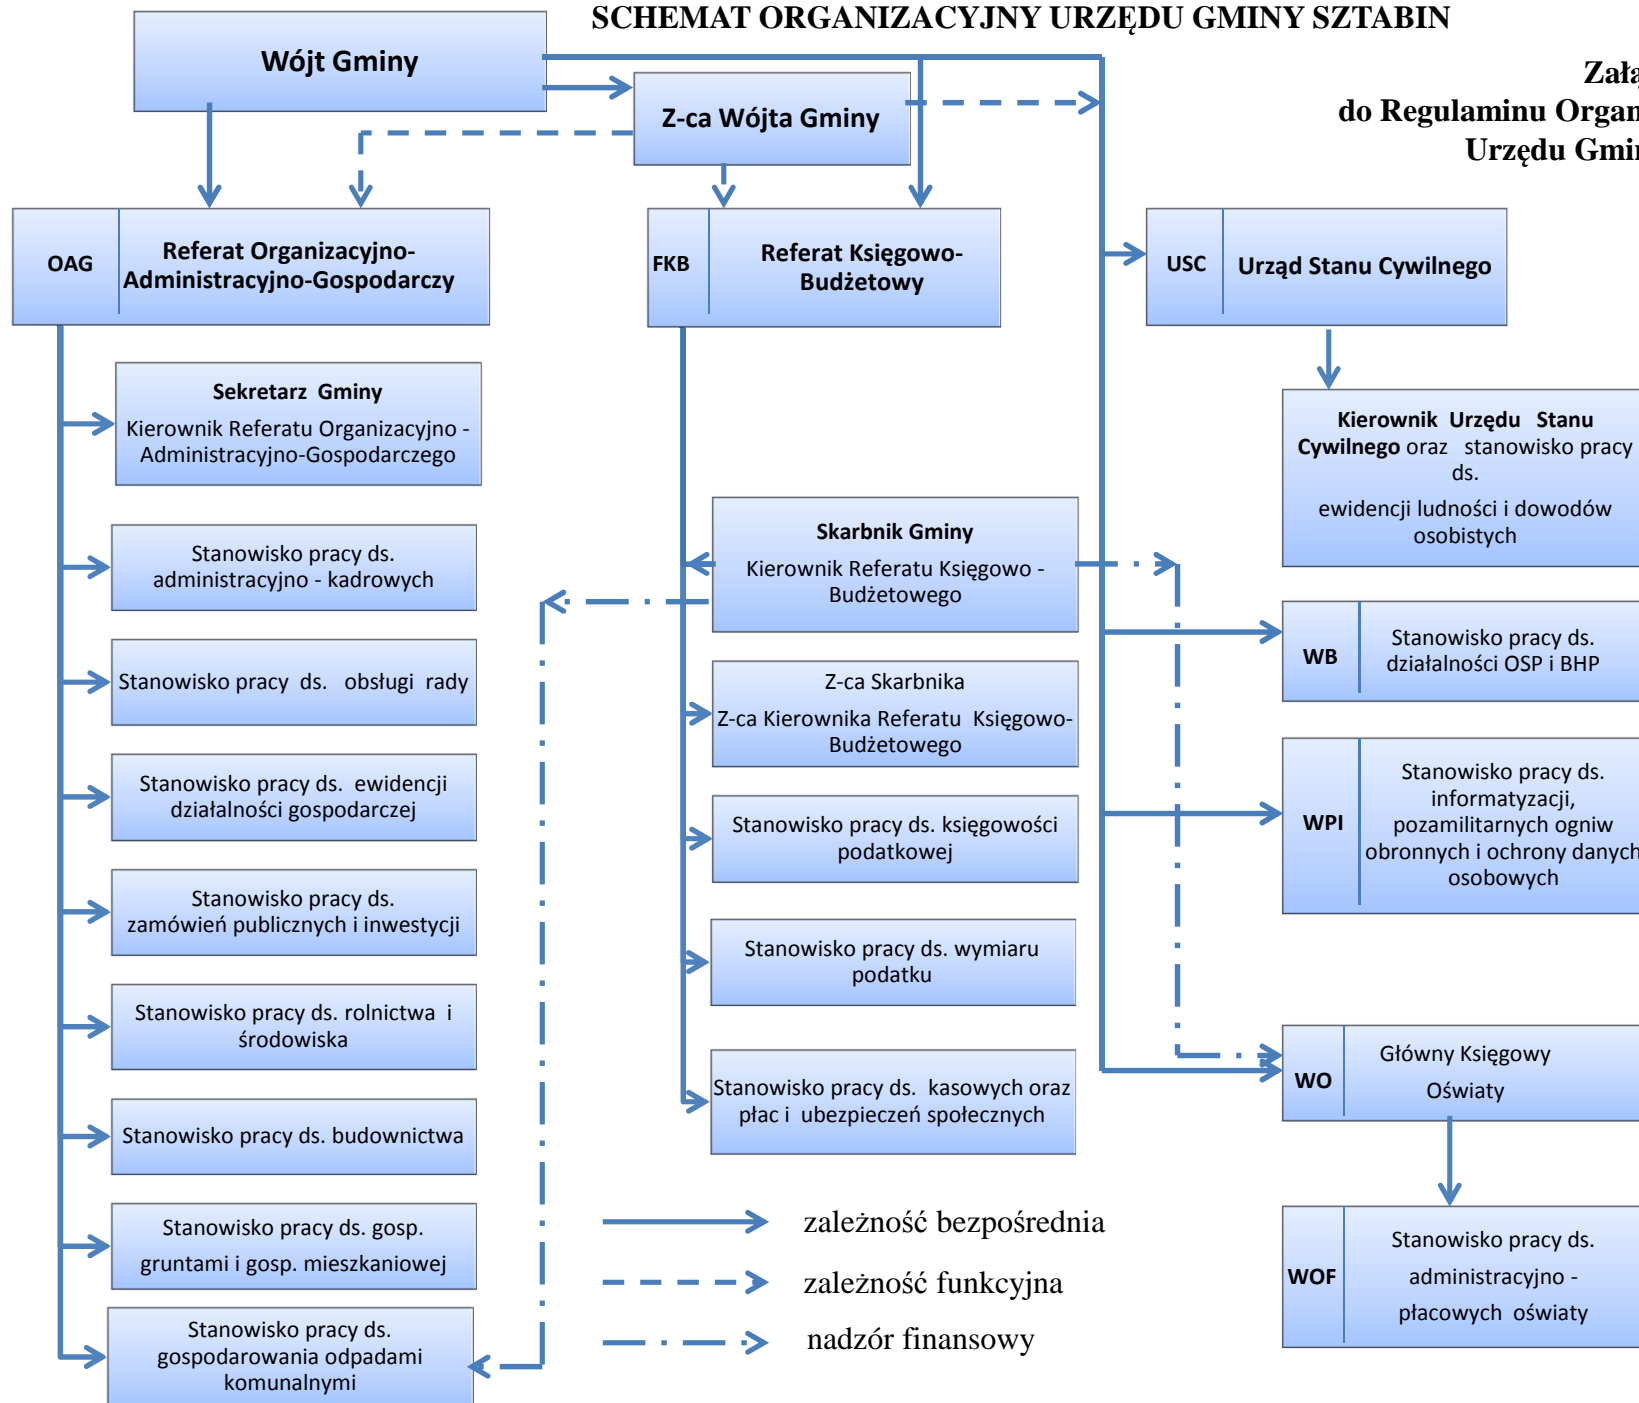 SCHEMAT ORGANIZACYJNY URZĘDU GMINY SZTABIN
do Regulaminu
Urzędu
Wójt Gminy
Z-ca Wójta Gminy
OAG
Referat Organizacyjno-
Administracyjno-Gospodarczy
FKB
Referat Księgowo-
Budżetowy
USC
Urząd Stanu Cywilnego
Sekretarz Gminy
Kierownik Referatu Organizacyjno -
Administracyjno-Gospodarczego
Stanowisko pracy ds.
administracyjno - kadrowych
Stanowisko pracy ds. obsługi rady
Stanowisko pracy ds. ewidencji
działalności gospodarczej
Stanowisko pracy ds.
zamówień publicznych i inwestycji
Stanowisko pracy ds. rolnictwa i
środowiska
Stanowisko pracy ds. budownictwa
Stanowisko pracy ds. gosp.
gruntami i gosp. mieszkaniowej
Stanowisko pracy ds.
gospodarowania odpadami
komunalnymi
Skarbnik Gminy
Kierownik Referatu Księgowo -
Budżetowego
Z-ca Skarbnika
Z-ca Kierownika Referatu Księgowo-
Budżetowego
Stanowisko pracy ds. księgowości
podatkowej
Stanowisko pracy ds. wymiaru
podatku
Stanowisko pracy ds. kasowych oraz
płac i ubezpieczeń społecznych
Kierownik Urzędu Stanu
Cywilnego oraz stanowisko pracy
ds.
ewidencji ludności i dowodów
osobistych
WB
Stanowisko pracy ds.
działalności OSP i BHP
WPI
Stanowisko pracy ds.
informatyzacji,
pozamilitarnych ogniw
obronnych i ochrony danych
osobowych
WO
Główny Księgowy
Oświaty
WOF
Stanowisko pracy ds.
administracyjno -
płacowych oświaty
zależność bezpośrednia
zależność funkcyjna
nadzór finansowy